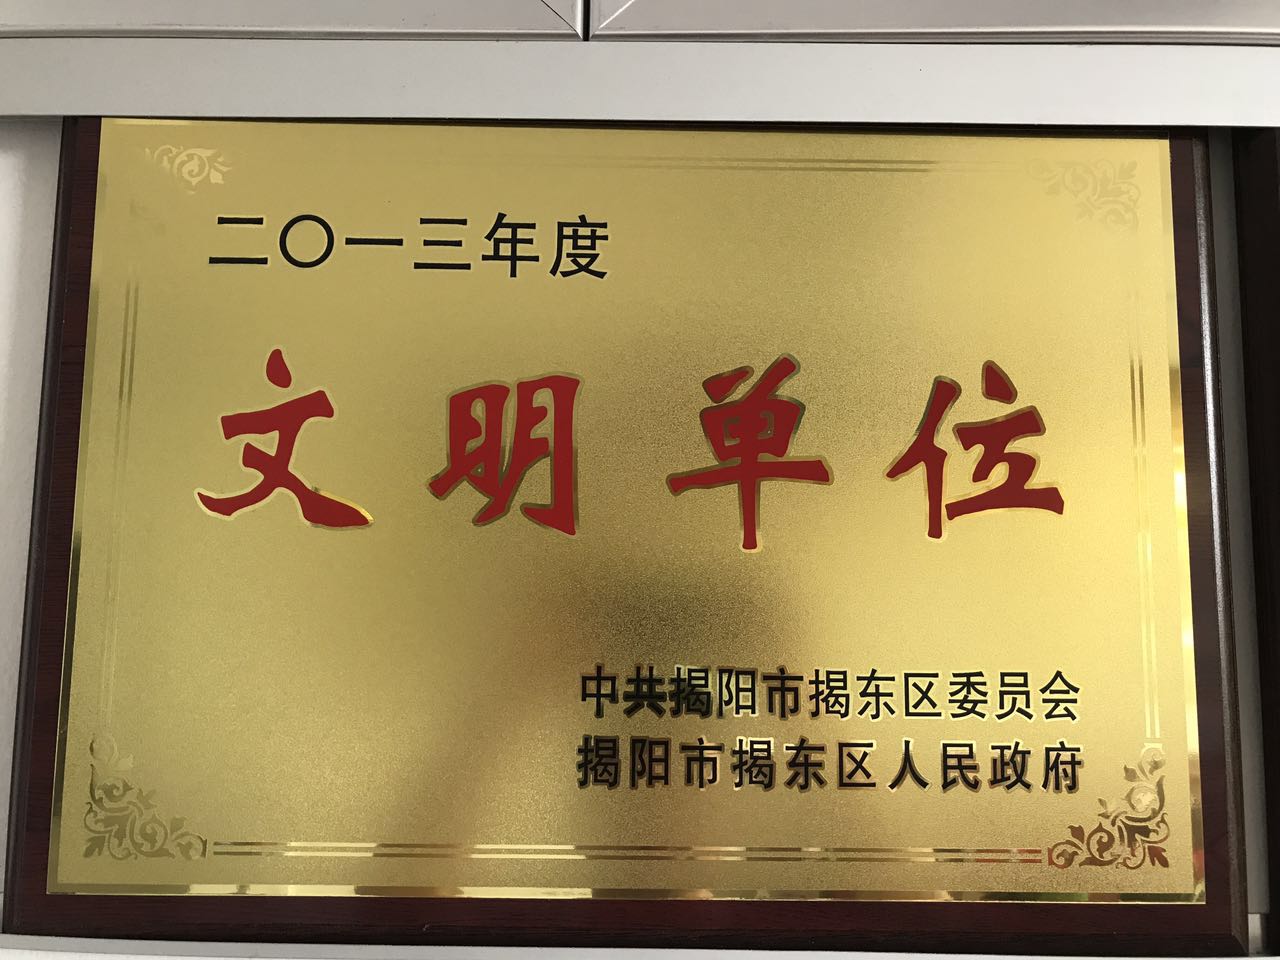 二〇一三年度
文明单位
中共揭阳市揭东区委员会
揭阳市揭东区人民政府